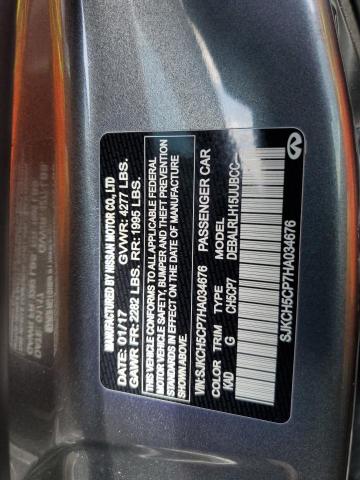 MANUFACTURED BY NISSAN MOTOR CO., LTD
DATE: 01/17 GVWR: 4277 LBS.
GAWR FR: 2282 LBS. RR: 1995 LBS.
THIS VEHICLE CONFORMS TO ALL APPLICABLE FEDERAL
MOTOR VEHICLE SAFETY, BUMPER AND THEFT PREVENTION
STANDARDS IN EFFECT ON THE DATE OF MANUFACTURE
SHOWN ABOVE.
VIN:SJKCH5CP7HA034676 PASSENGER CAR
COLOR TRIM TYPE MODEL
KAD G CH5CP7 DEBALRLH15UUBCC
SJKCH5CP7HA034676
INFINITI